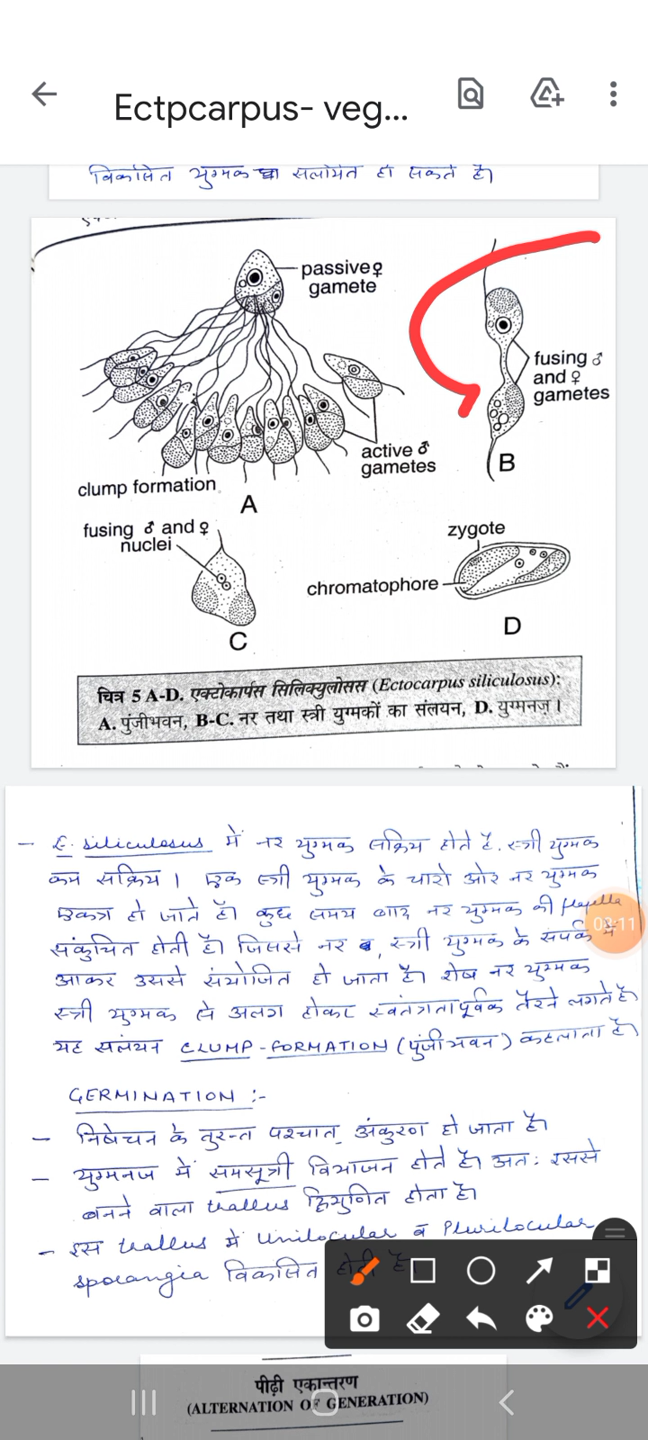 Ectpcarpus- veg...
विकसित युग्मक सलयित हो सकते है।
passive ♀
gamete
fusing ♂
and ♀
gametes
active ♂
gametes
B
clump formation
A
fusing ♂ and ♀
nuclei
zygote
chromatophore
C
D
चित्र 5 A-D. एक्टोकार्पस सिलिक्युलोसस (Ectocarpus siliculosus):
A. पुंजीभवन, B-C. नर तथा स्त्री युग्मकों का संलयन, D. युग्मनज़ ।
- E. siliculosus में नर युग्मक सक्रिय होते है. स्त्री युग्मक
कम सक्रिय । एक स्त्री युग्मक के चारो ओर नर युग्मक
एकत्र हो जाते है। कुछ समय बाद नर युग्मक की flagella
संकुचित होती है। जिससे नर स्त्री युग्मक के सपर्क में
आकर उससे संयोजित हो जाता है। शेष नर युग्मक
स्त्री युग्मक से अलग होकर स्वतंत्रतापूर्वक तैरने लगते है
यह संलयन CLUMP-FORMATION (पुंजीभवन) कहलाता है।
03:11
GERMINATION :-
- निषेचन के तुरन्त पश्चात अंकुरण हो जाता है।
- युग्मनज में समसूत्री विभाजन होते है। अत: इससे
बनने वाला thallus द्विगुणित होता है।
- इस thallus में Unilocular व Plurilocular
sporangia विकसित होती है।
पीढ़ी एकान्तरण
(ALTERNATION OF GENERATION)